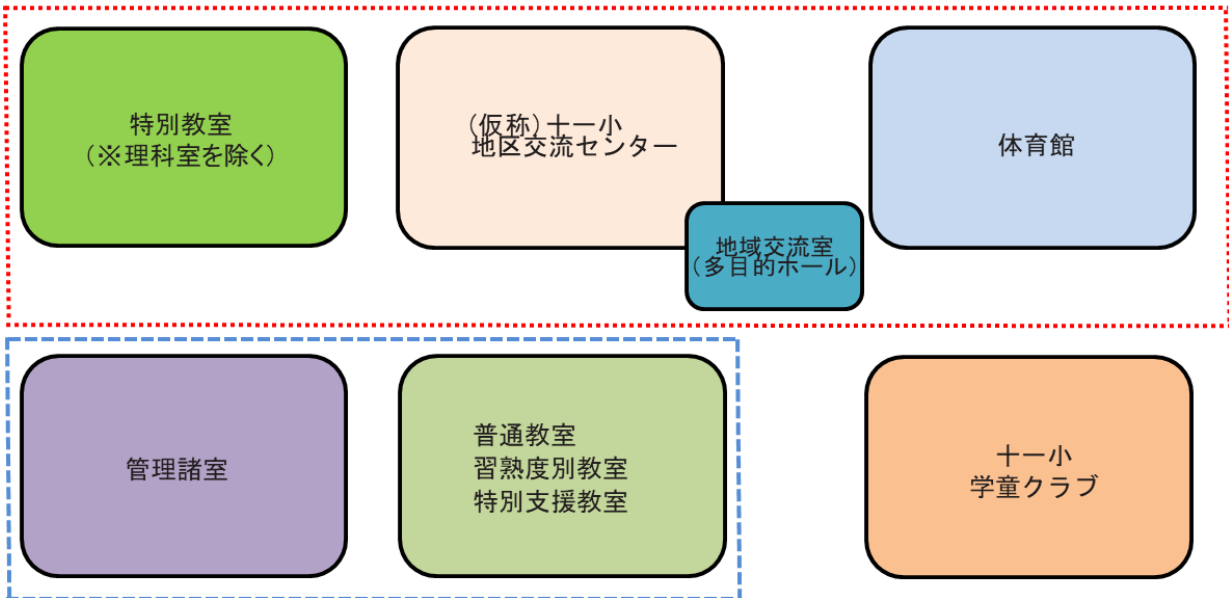 特別教室
(※理科室を除く)
(仮称)十一小
地区交流センター
体育館
地域交流室
(多目的ホール)
管理諸室
普通教室
習熟度別教室
特別支援教室
十一小
学童クラブ